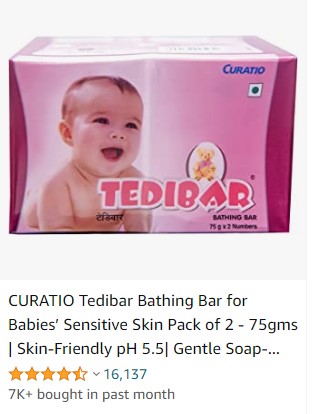 CURATIO
TEDIBAR®
टेडिबार
BATHING BAR
75 g x 2 Numbers
CURATIO Tedibar Bathing Bar for
Babies’ Sensitive Skin Pack of 2 - 75gms
| Skin-Friendly pH 5.5| Gentle Soap-...
16,137
7K+ bought in past month